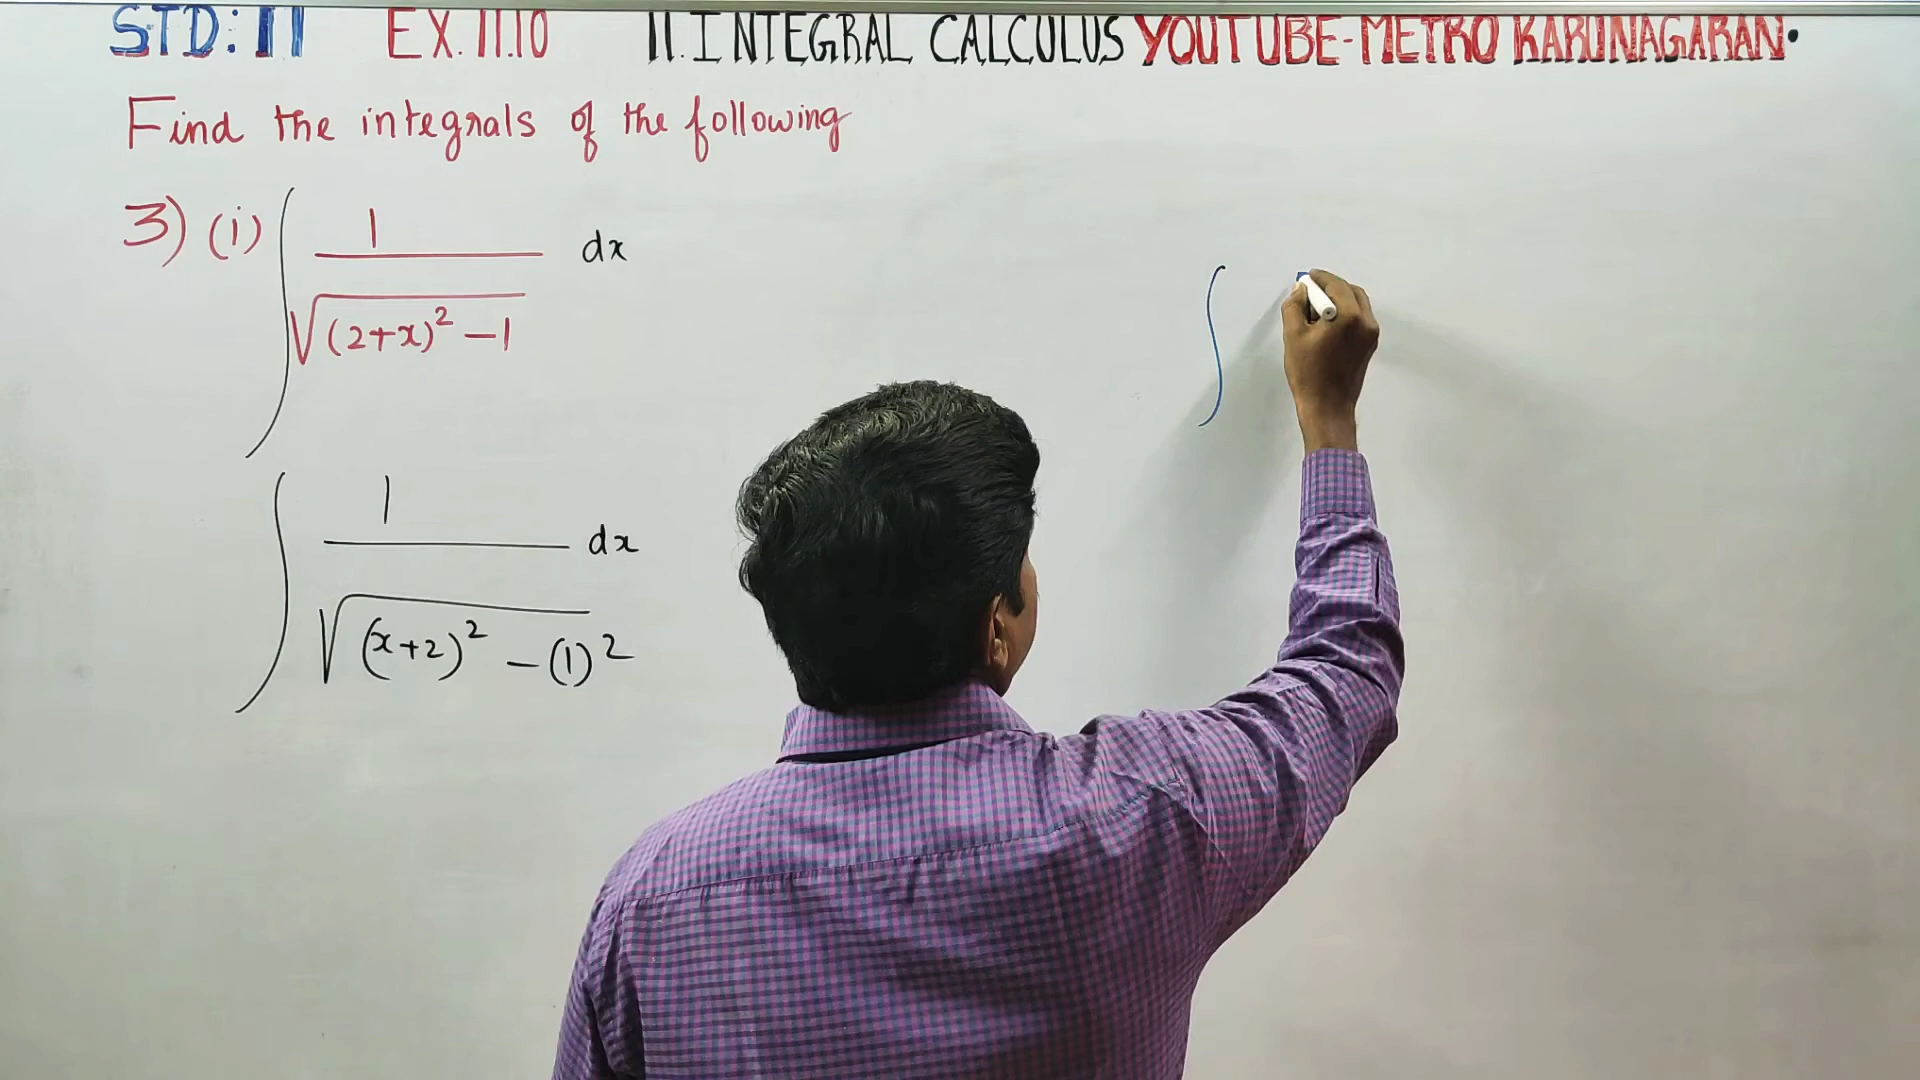 STD: 11 EX. 11.10 11. INTEGRAL CALCULUS YOUTUBE-METRO KARUNAGARAN.
Find the integrals of the following
3) (i) ∫ 1 / √((2+x)² − 1) dx
∫ 1 / √((x+2)² − (1)²) dx
∫